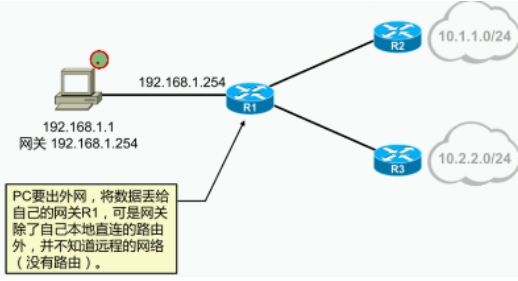 R2
10.1.1.0/24
192.168.1.254
R1
192.168.1.1
网关 192.168.1.254
R3
10.2.2.0/24
PC要出外网，将数据丢给
自己的网关R1，可是网关
除了自己本地直连的路由
外，并不知道远程的网络
（没有路由）。